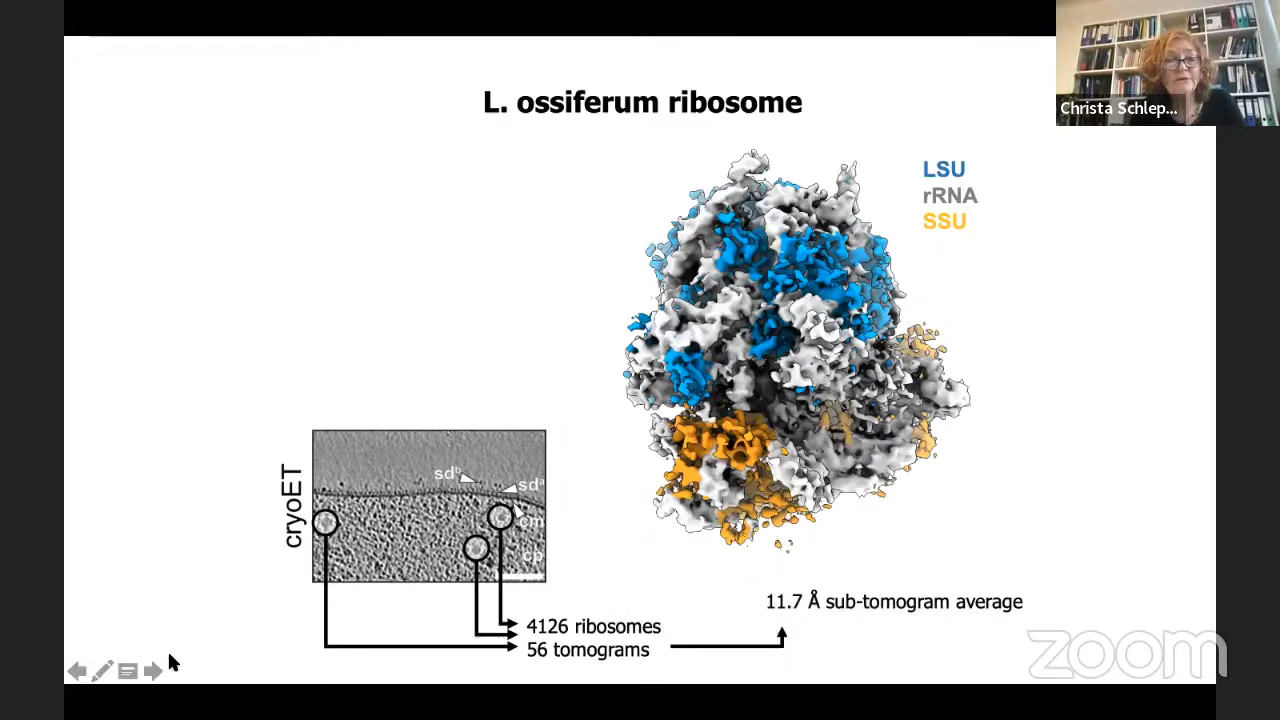 L. ossiferum ribosome
Christa Schlep...
LSU
rRNA
SSU
cryoET
sdᵇ
sdᵃ
cm
cp
4126 ribosomes
56 tomograms
11.7 Å sub-tomogram average
zoom